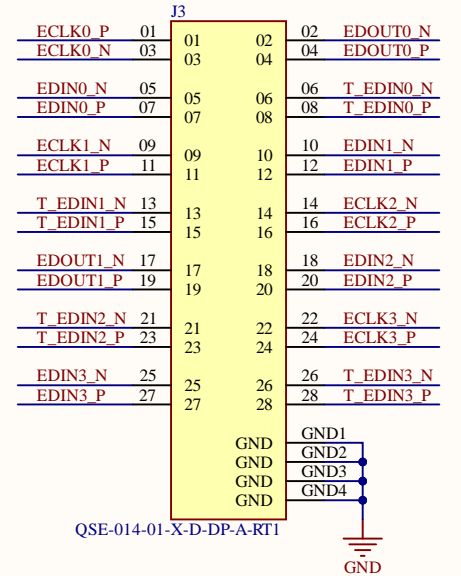 J3
ECLK0_P 01 01 02 02 EDOUT0_N
ECLK0_N 03 03 04 04 EDOUT0_P
EDIN0_N 05 05 06 06 T_EDIN0_N
EDIN0_P 07 07 08 08 T_EDIN0_P
ECLK1_N 09 09 10 10 EDIN1_N
ECLK1_P 11 11 12 12 EDIN1_P
T_EDIN1_N 13 13 14 14 ECLK2_N
T_EDIN1_P 15 15 16 16 ECLK2_P
EDOUT1_N 17 17 18 18 EDIN2_N
EDOUT1_P 19 19 20 20 EDIN2_P
T_EDIN2_N 21 21 22 22 ECLK3_N
T_EDIN2_P 23 23 24 24 ECLK3_P
EDIN3_N 25 25 26 26 T_EDIN3_N
EDIN3_P 27 27 28 28 T_EDIN3_P
GND GND1
GND GND2
GND GND3
GND GND4
QSE-014-01-X-D-DP-A-RT1
GND